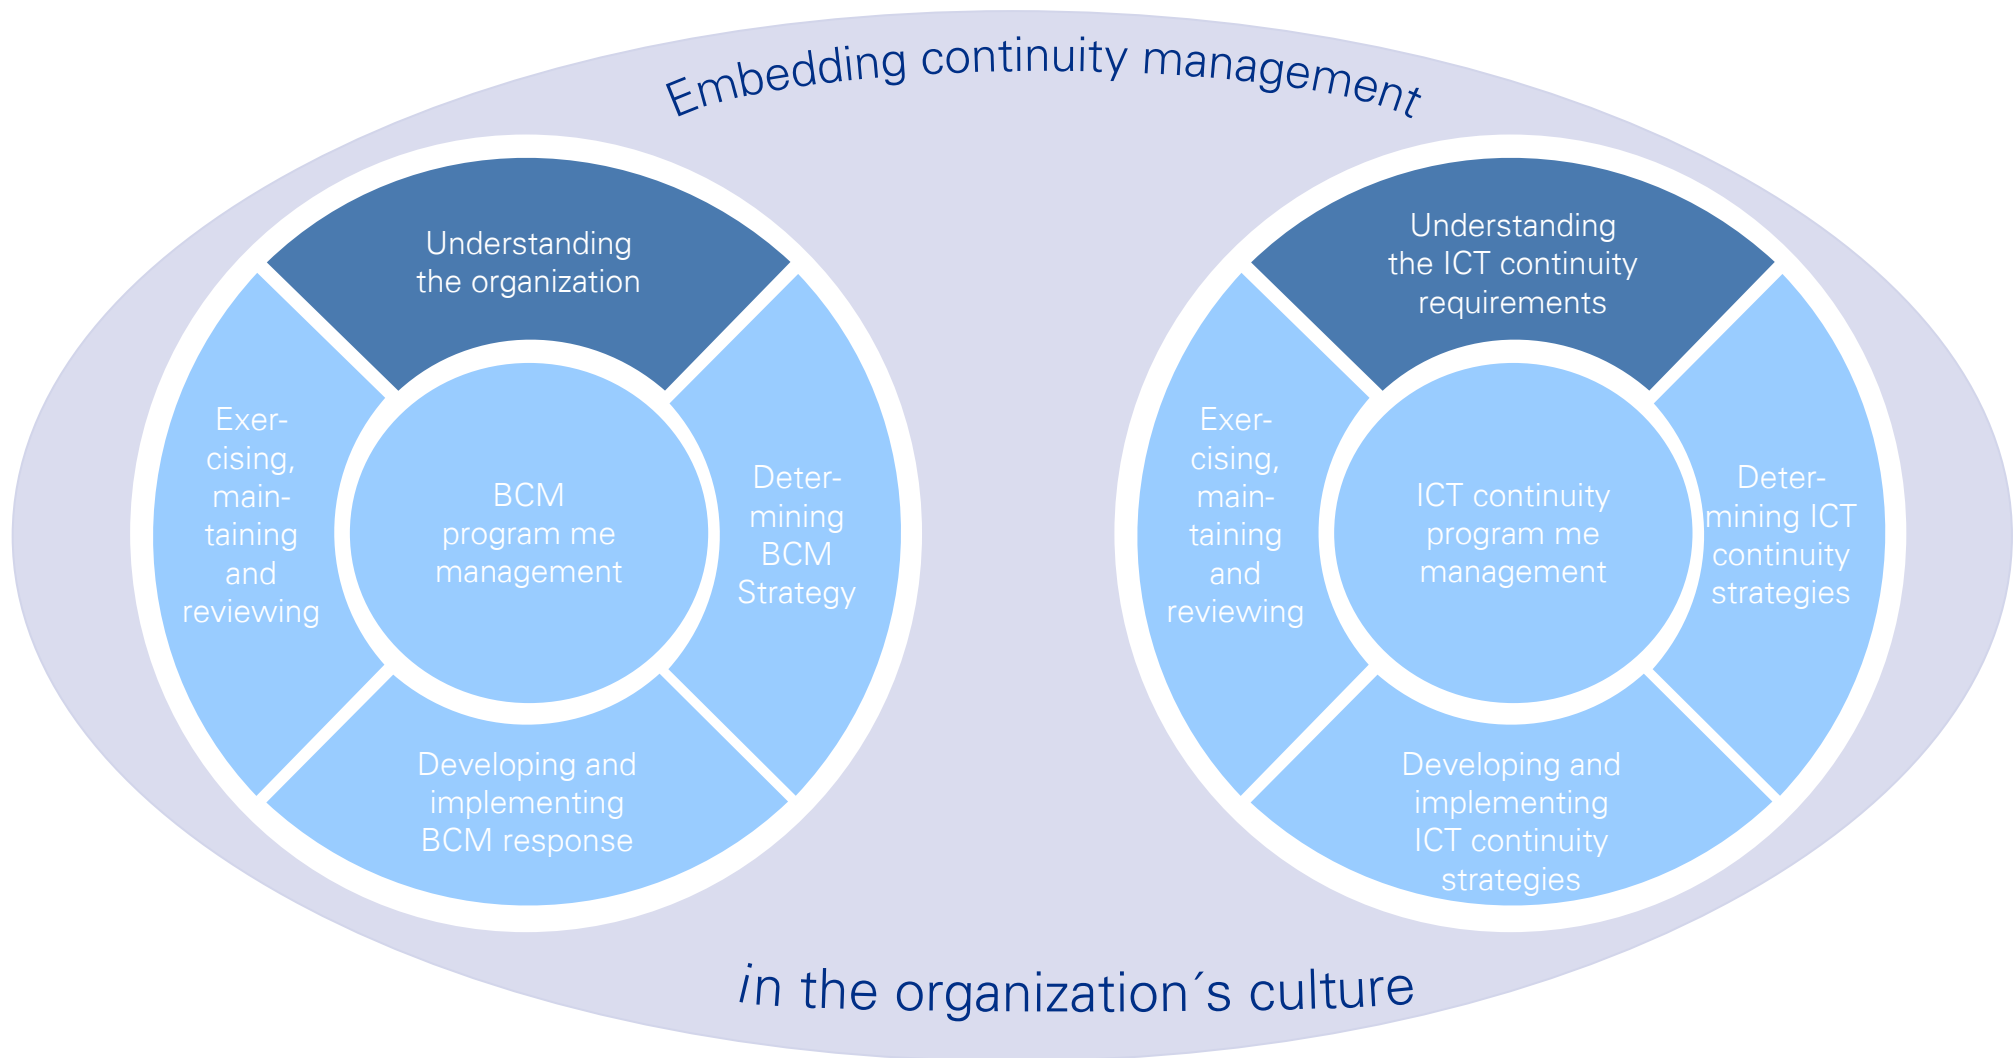 Embedding continuity management
Understanding
the organization
Exer-
cising,
main-
taining
and
reviewing
BCM
program me
management
Deter-
mining
BCM
Strategy
Developing and
implementing
BCM response
Understanding
the ICT continuity
requirements
Exer-
cising,
main-
taining
and
reviewing
ICT continuity
program me
management
Deter-
mining ICT
continuity
strategies
Developing and
implementing
ICT continuity
strategies
in the organization´s culture